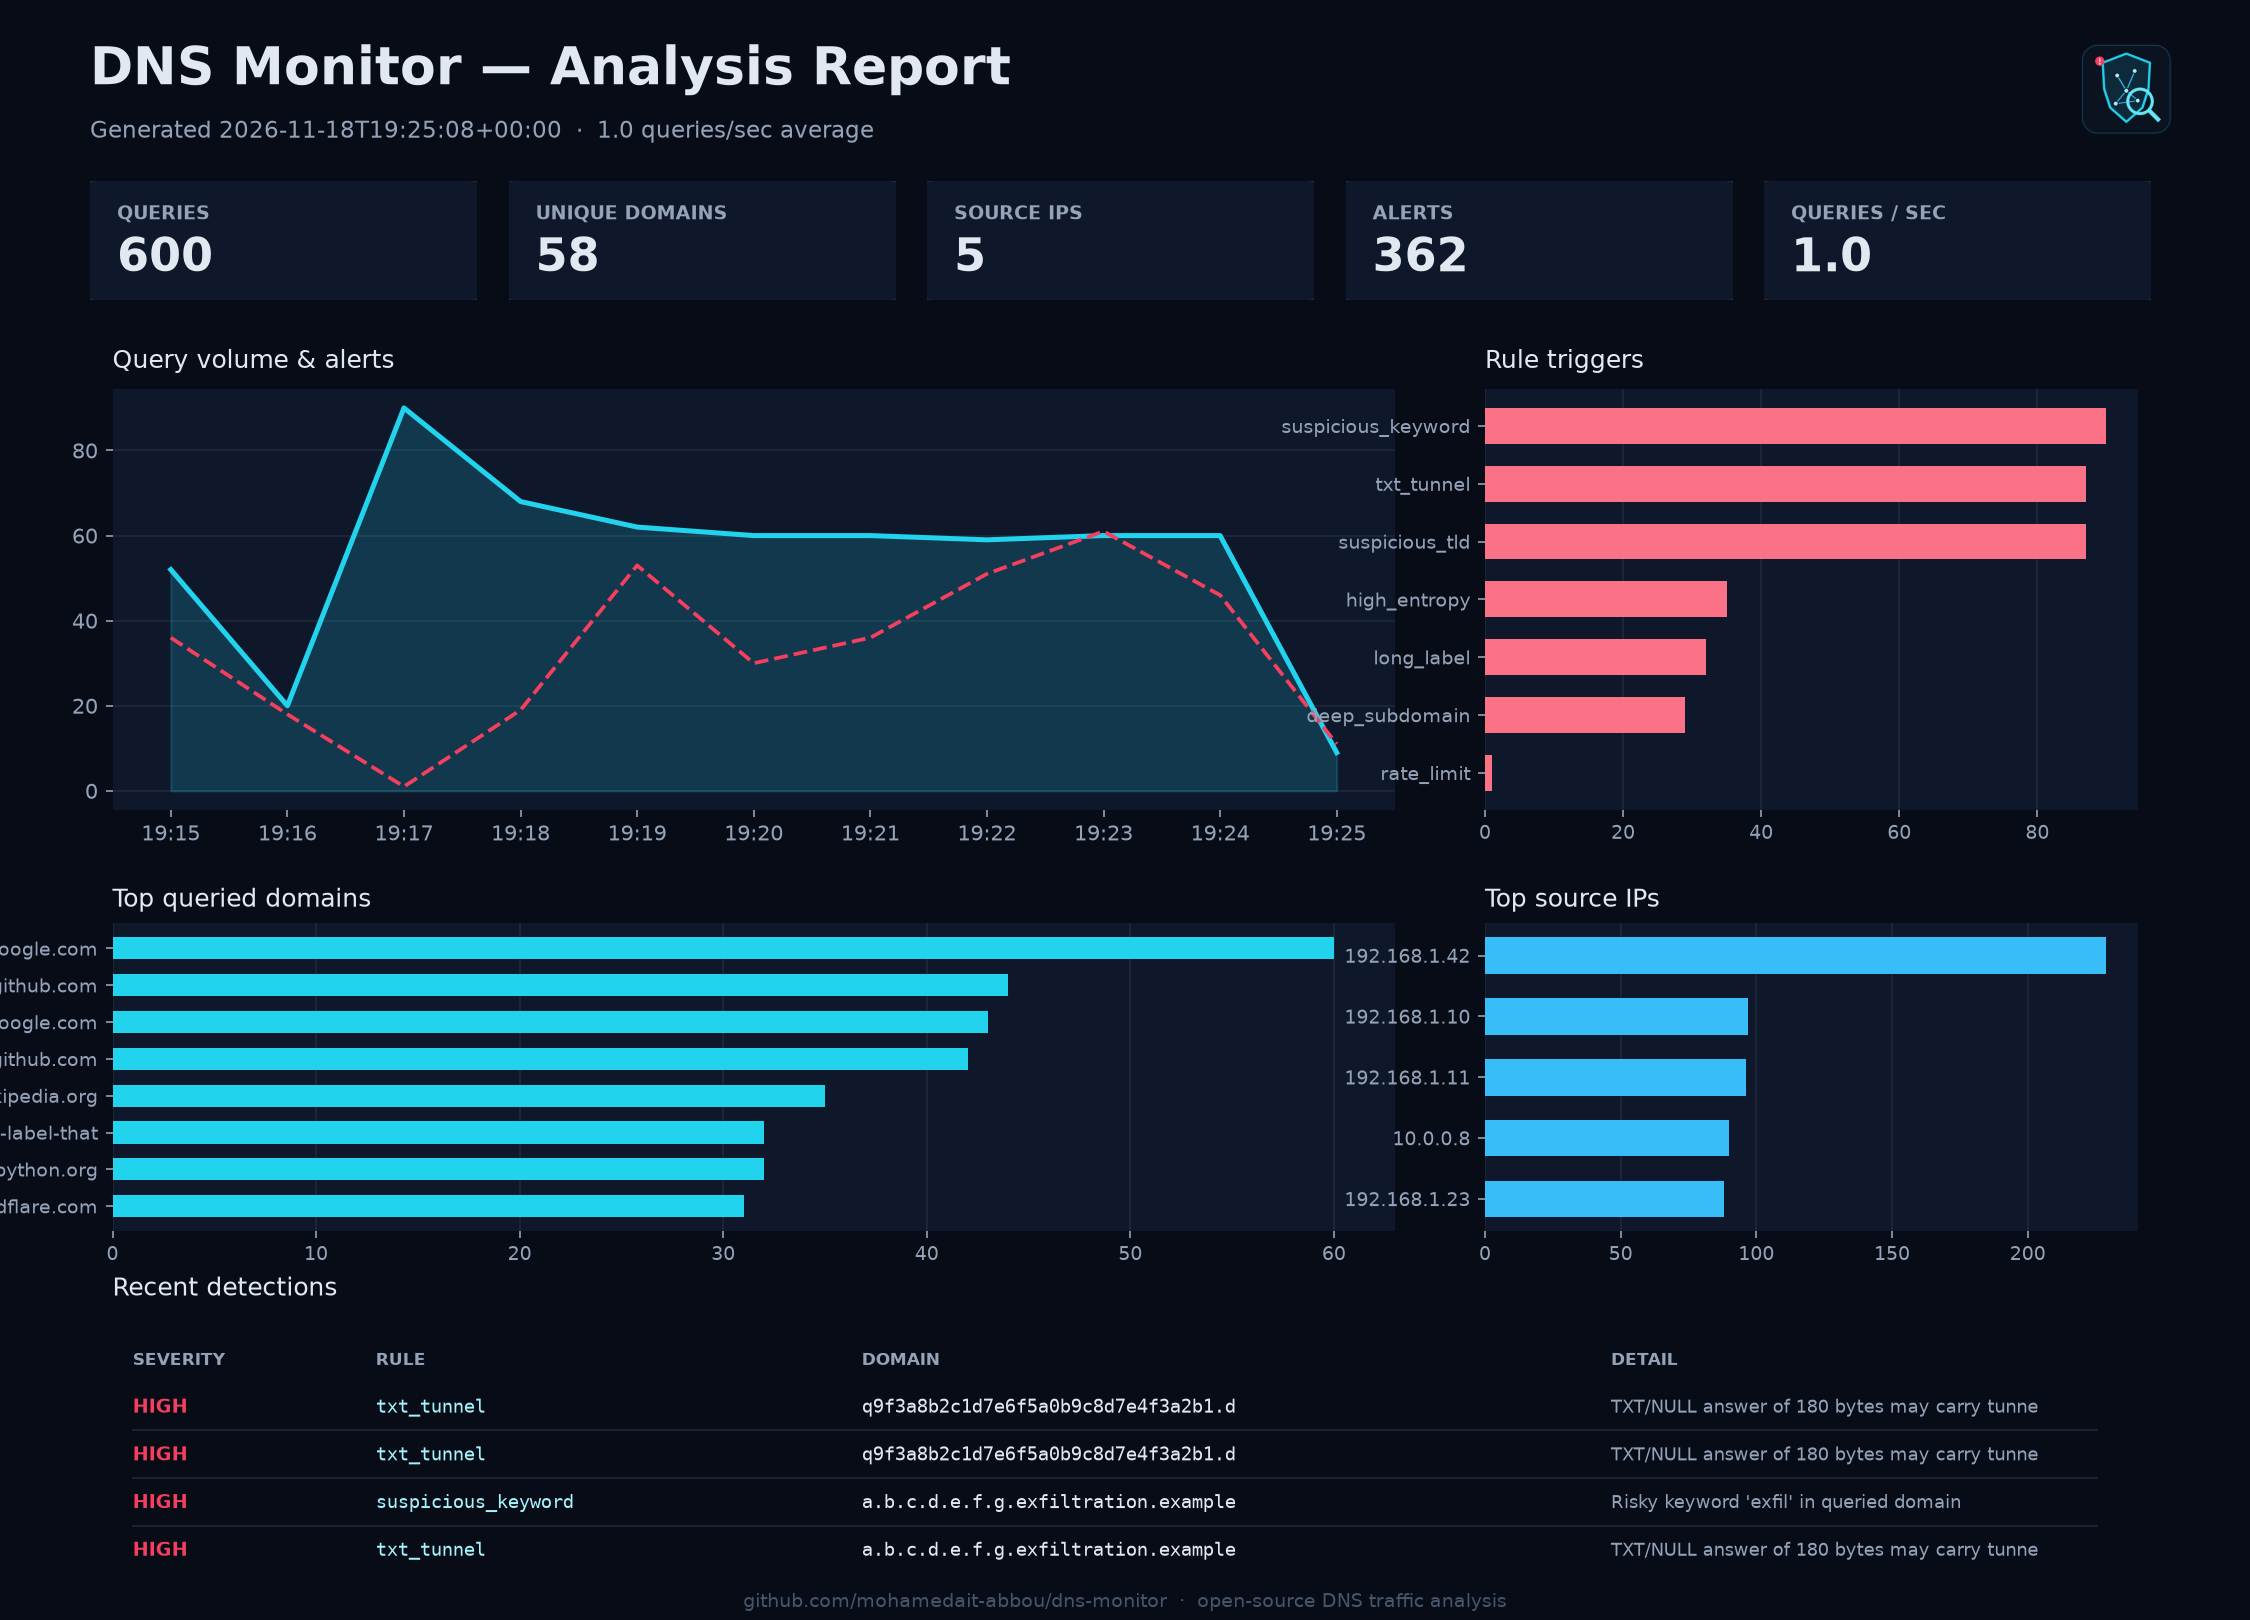 DNS Monitor — Analysis Report
Generated 2026-11-18T19:25:08+00:00 · 1.0 queries/sec average
QUERIES
600
UNIQUE DOMAINS
58
SOURCE IPS
5
ALERTS
362
QUERIES / SEC
1.0
Query volume & alerts
80
60
40
20
0
19:15 19:16 19:17 19:18 19:19 19:20 19:21 19:22 19:23 19:24 19:25
Rule triggers
suspicious_keyword
txt_tunnel
suspicious_tld
high_entropy
long_label
deep_subdomain
rate_limit
0 20 40 60 80
Top queried domains
oogle.com
github.com
oogle.com
github.com
kipedia.org
-label-that
python.org
dflare.com
0 10 20 30 40 50 60
Top source IPs
192.168.1.42
192.168.1.10
192.168.1.11
10.0.0.8
192.168.1.23
0 50 100 150 200
Recent detections
SEVERITY RULE DOMAIN DETAIL
HIGH txt_tunnel q9f3a8b2c1d7e6f5a0b9c8d7e4f3a2b1.d TXT/NULL answer of 180 bytes may carry tunne
HIGH txt_tunnel q9f3a8b2c1d7e6f5a0b9c8d7e4f3a2b1.d TXT/NULL answer of 180 bytes may carry tunne
HIGH suspicious_keyword a.b.c.d.e.f.g.exfiltration.example Risky keyword 'exfil' in queried domain
HIGH txt_tunnel a.b.c.d.e.f.g.exfiltration.example TXT/NULL answer of 180 bytes may carry tunne
github.com/mohamedait-abbou/dns-monitor · open-source DNS traffic analysis